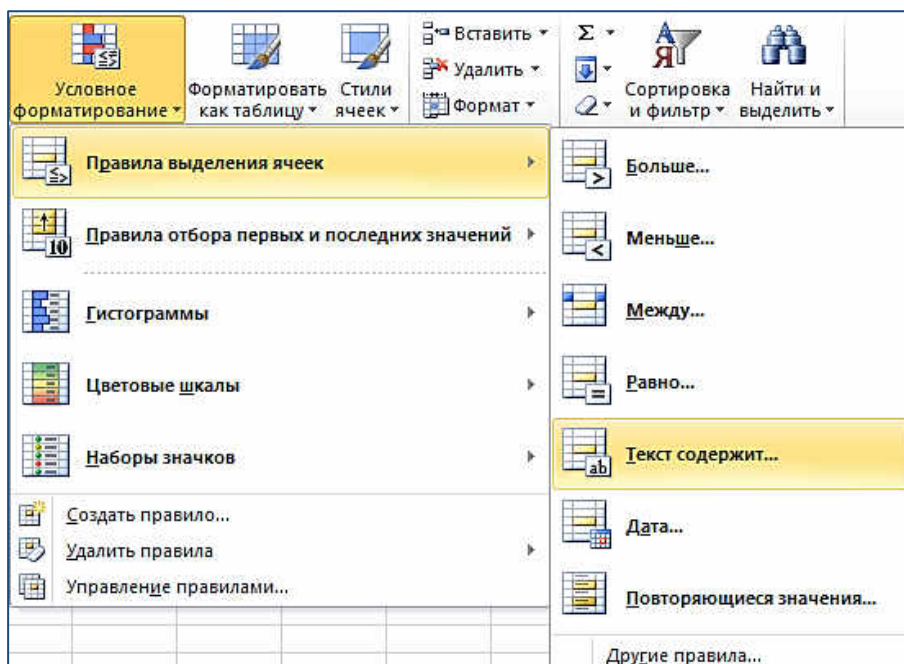 Условное форматирование
Форматировать как таблицу
Стили ячеек
Вставить
Удалить
Формат
Σ
Сортировка и фильтр
Найти и выделить
Правила выделения ячеек
Правила отбора первых и последних значений
Гистограммы
Цветовые шкалы
Наборы значков
Создать правило...
Удалить правила
Управление правилами...
Больше...
Меньше...
Между...
Равно...
Текст содержит...
Дата...
Повторяющиеся значения...
Другие правила...